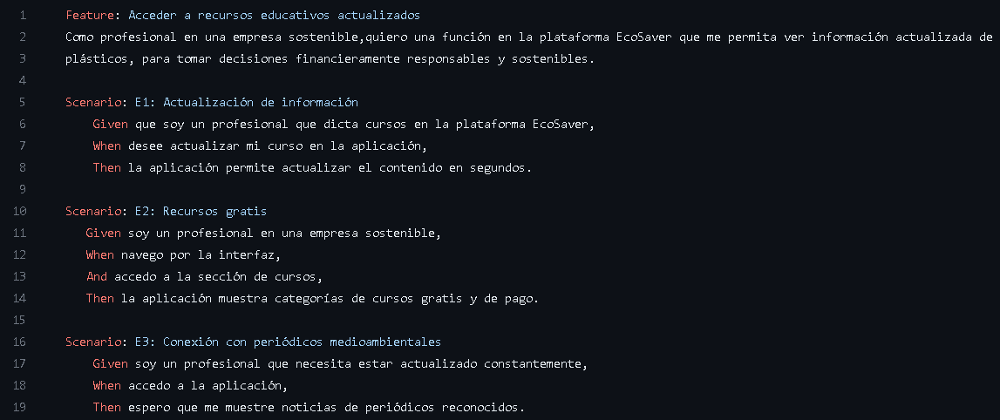 1 Feature: Acceder a recursos educativos actualizados
2 Como profesional en una empresa sostenible,quiero una función en la plataforma EcoSaver que me permita ver información actualizada de
3 plásticos, para tomar decisiones financieramente responsables y sostenibles.
4
5 Scenario: E1: Actualización de información
6 Given que soy un profesional que dicta cursos en la plataforma EcoSaver,
7 When desee actualizar mi curso en la aplicación,
8 Then la aplicación permite actualizar el contenido en segundos.
9
10 Scenario: E2: Recursos gratis
11 Given soy un profesional en una empresa sostenible,
12 When navego por la interfaz,
13 And accedo a la sección de cursos,
14 Then la aplicación muestra categorías de cursos gratis y de pago.
15
16 Scenario: E3: Conexión con periódicos medioambientales
17 Given soy un profesional que necesita estar actualizado constantemente,
18 When accedo a la aplicación,
19 Then espero que me muestre noticias de periódicos reconocidos.